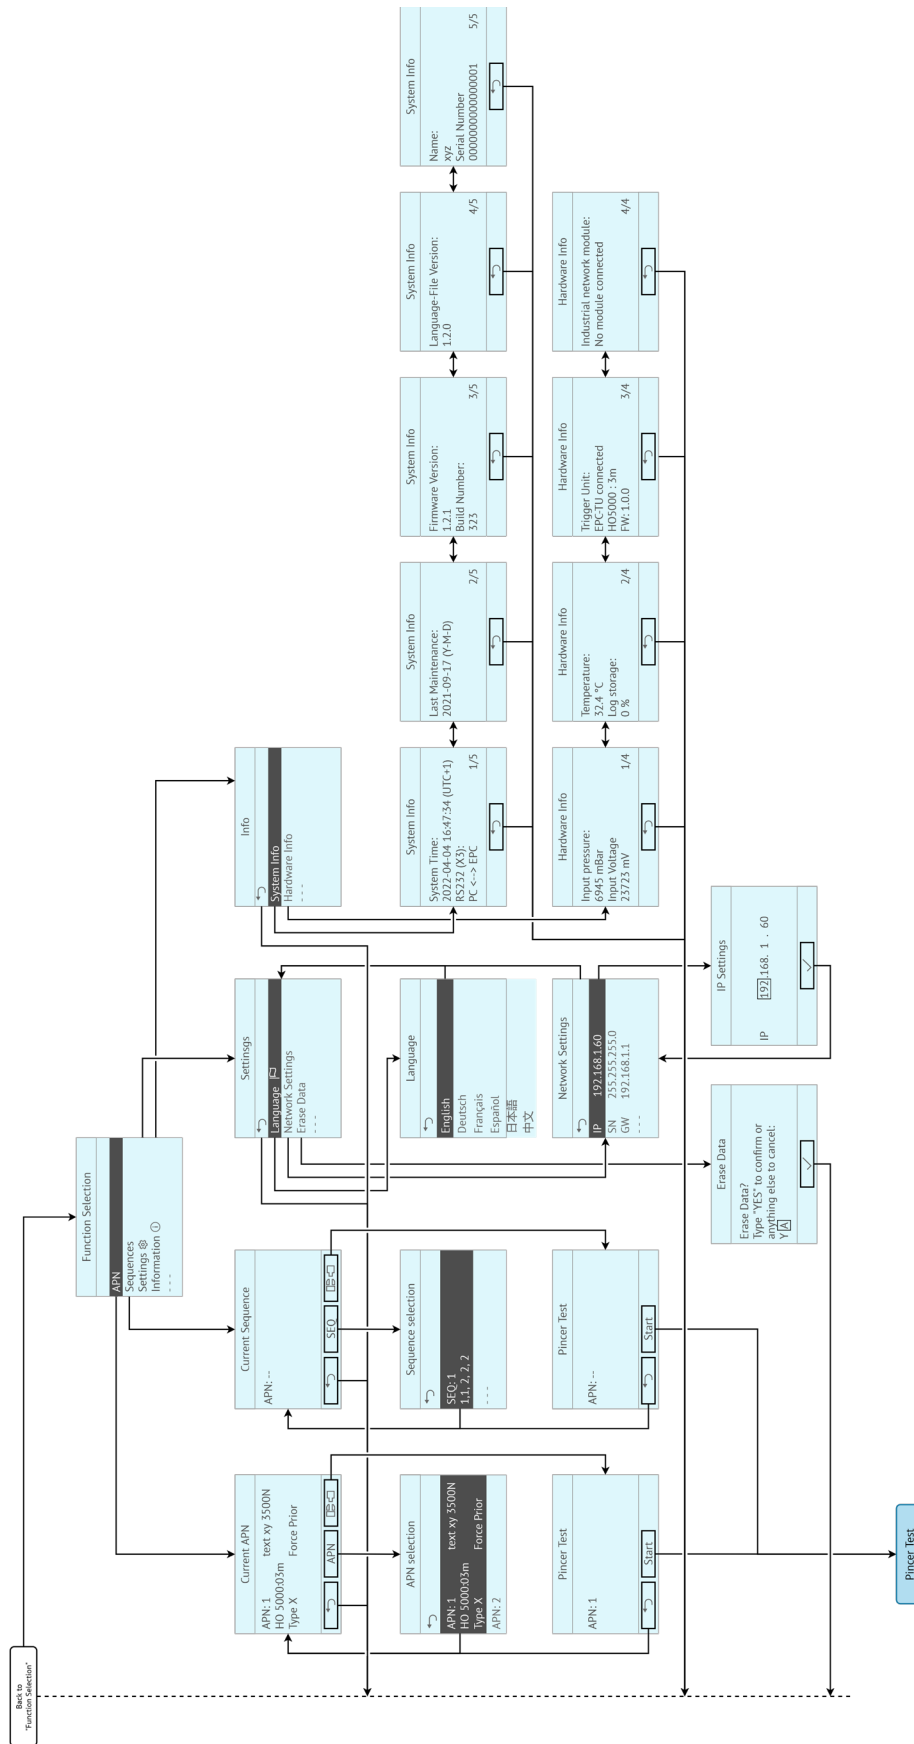 Back to
"Function Selection"
Function Selection
APN
Sequences
Settings
Information
- - -
Current APN
APN: 1 text xy 3500N
HO 5000:03m
Type X Force Prior
APN
APN selection
APN: 1 text xy 3500N
HO 5000:03m
Type X Force Prior
APN: 2
Pincer Test
APN: 1
Start
Current Sequence
APN: --
SEQ
Sequence selection
SEQ: 1
1,1, 2, 2, 2
- - -
Pincer Test
APN: --
Start
Pincer Test
Settinsgs
Language
Network Settings
Erase Data
- - -
Language
English
Deutsch
Français
Español
日本語
中文
Network Settings
IP 192.168.1.60
SN 255.255.255.0
GW 192.168.1.1
- - -
Erase Data
Erase Data?
Type "YES" to confirm or
anything else to cancel:
Y A
IP Settings
IP 192.168. 1 . 60
Info
System Info
Hardware Info
- - -
System Info
System Time:
2022-04-04 16:47:34 (UTC+1)
RS232 (X3):
PC <--> EPC 1/5
System Info
Last Maintenance:
2021-09-17 (Y-M-D)
2/5
System Info
Firmware Version:
1.2.1
Build Number:
323 3/5
System Info
Language-File Version:
1.2.0
4/5
System Info
Name:
xyz
Serial Number
0000000000000001 5/5
Hardware Info
Input pressure:
6945 mBar
Input Voltage
23723 mV 1/4
Hardware Info
Temperature:
32.4 °C
Log storage:
0 % 2/4
Hardware Info
Trigger Unit:
EPC-TU connected
HO5000 : 3m
FW: 1.0.0 3/4
Hardware Info
Industrial network module:
No module connected
4/4